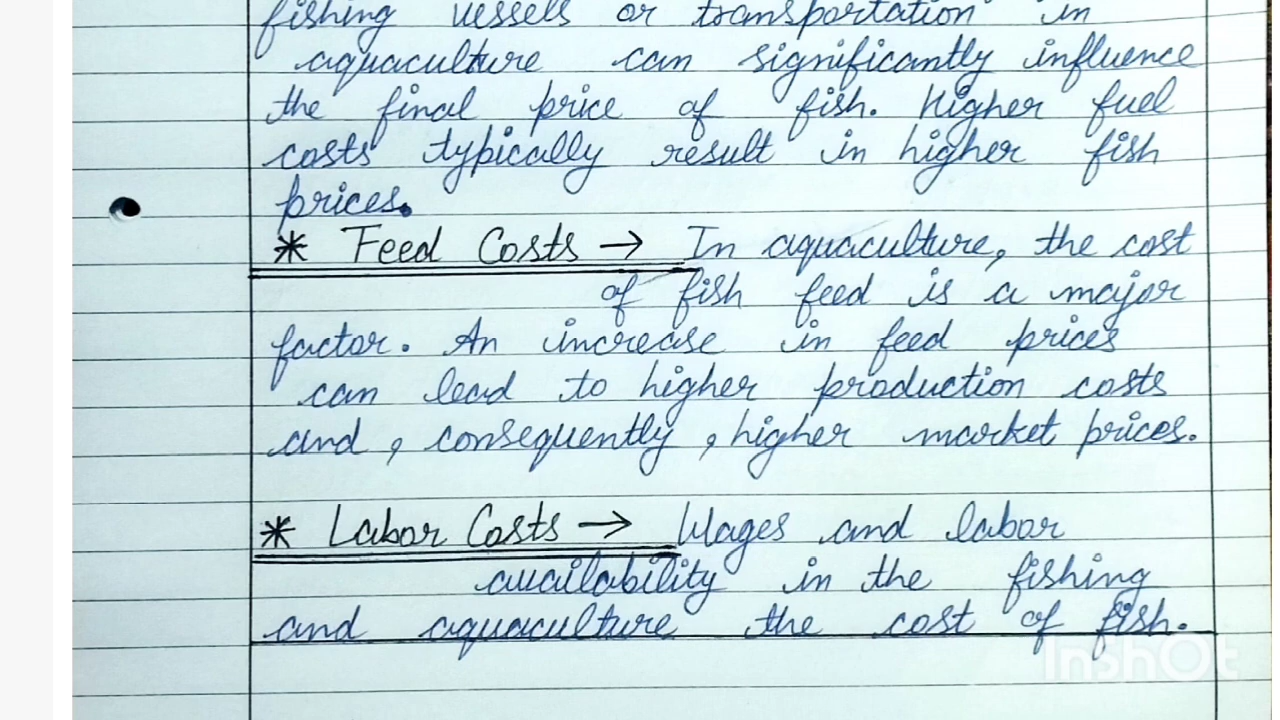 fishing vessels or transportation in
aquaculture can significantly influence
the final price of fish. Higher fuel
costs typically result in higher fish
prices.
* Feed Costs → In aquaculture, the cost
of fish feed is a major
factor. An increase in feed prices
can lead to higher production costs
and, consequently, higher market prices.
* Labor Costs → Wages and labor
availability in the fishing
and aquaculture the cost of fish.
InShOt